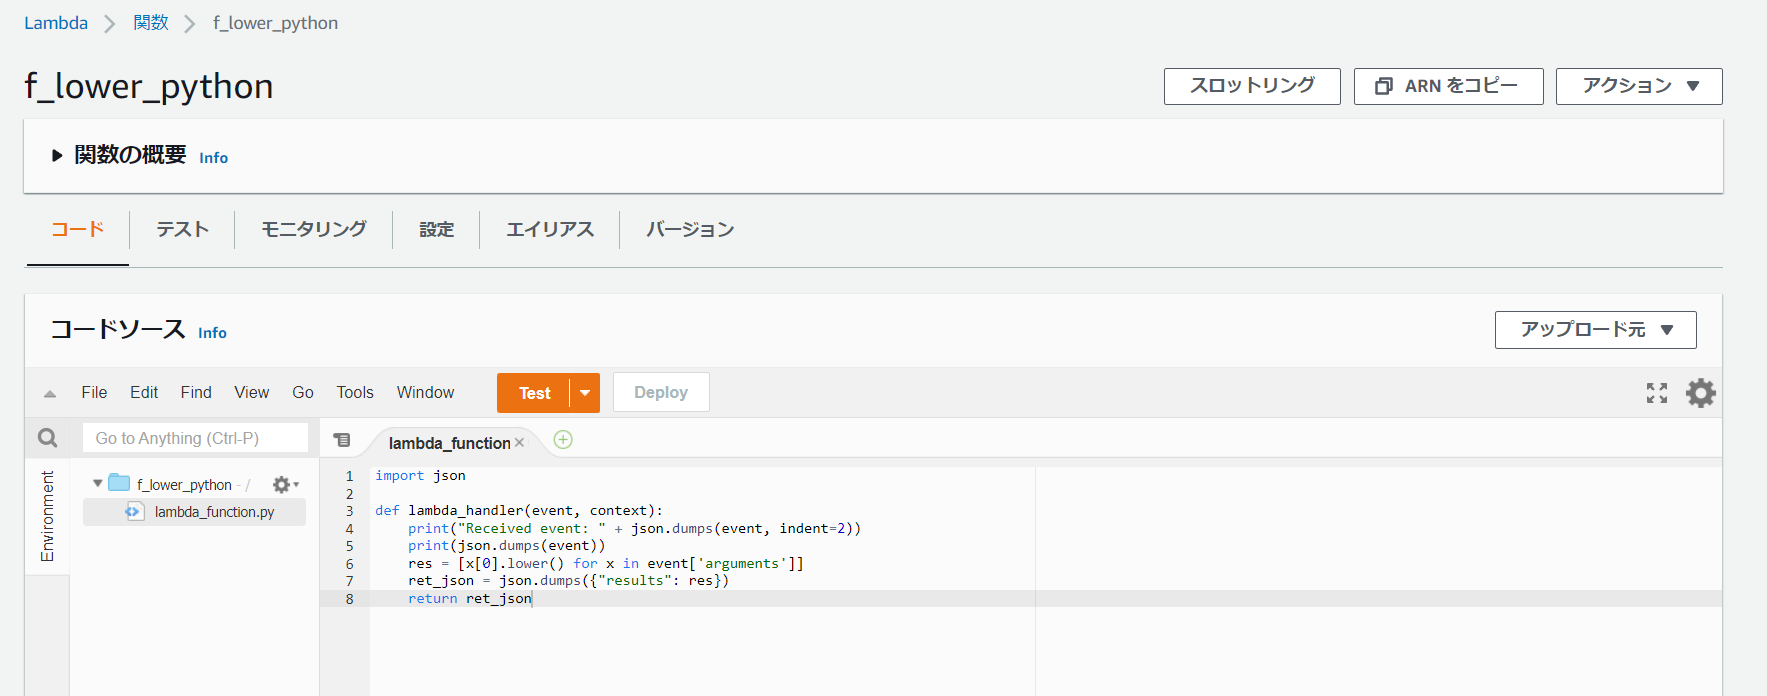 Lambda > 関数 > f_lower_python
f_lower_python
スロットリング
ARN をコピー
アクション ▼
▶ 関数の概要 Info
コード
テスト
モニタリング
設定
エイリアス
バージョン
コードソース Info
アップロード元 ▼
File Edit Find View Go Tools Window
Test
Deploy
Go to Anything (Ctrl-P)
lambda_function ×
Environment
f_lower_python - /
lambda_function.py
1 import json
2
3 def lambda_handler(event, context):
4     print("Received event: " + json.dumps(event, indent=2))
5     print(json.dumps(event))
6     res = [x[0].lower() for x in event['arguments']]
7     ret_json = json.dumps({"results": res})
8     return ret_json